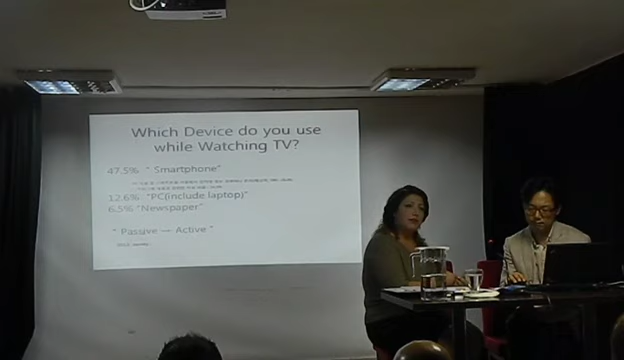 Which Device do you use
while Watching TV?
47.5% " Smartphone"
12.6% "PC(include laptop)"
6.5% "Newspaper"
" Passive → Active "